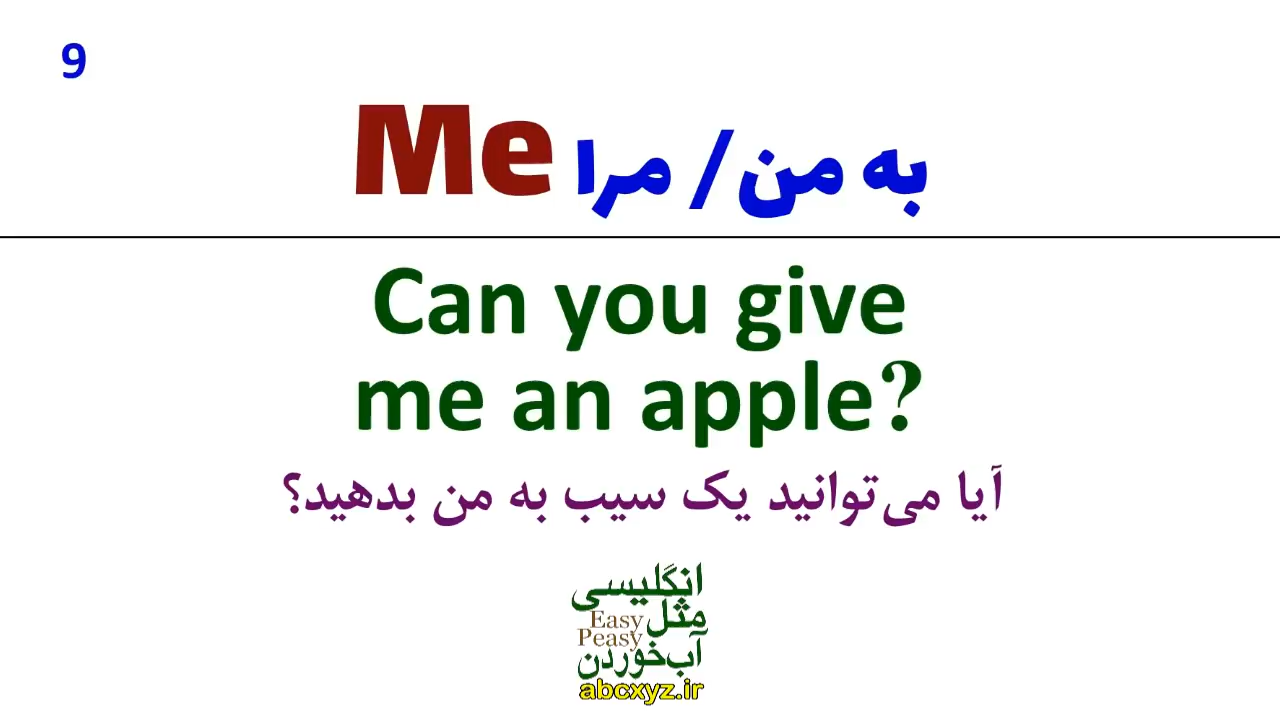 9
Me به من/ مرا
Can you give
me an apple?
آیا می‌توانید یک سیب به من بدهید؟
انگلیسی
مثل
Easy
Peasy
آب‌خوردن
abcxyz.ir